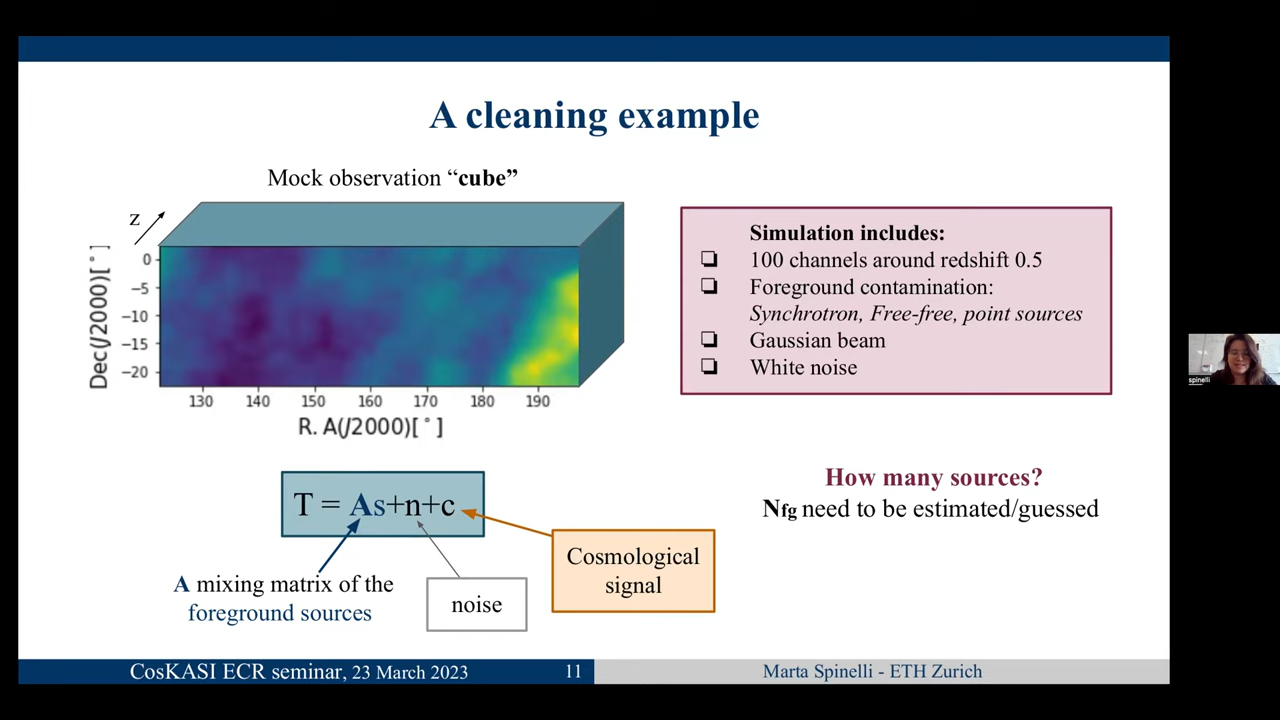 A cleaning example
Mock observation “cube”
z
Dec(J/2000)[°]
0
−5
−10
−15
−20
130 140 150 160 170 180 190
R. A(J2000)[°]
Simulation includes:
❏ 100 channels around redshift 0.5
❏ Foreground contamination:
Synchrotron, Free-free, point sources
❏ Gaussian beam
❏ White noise
T = As+n+c
A mixing matrix of the
foreground sources
noise
Cosmological
signal
How many sources?
Nfg need to be estimated/guessed
CosKASI ECR seminar, 23 March 2023
11
Marta Spinelli - ETH Zurich
spinelli